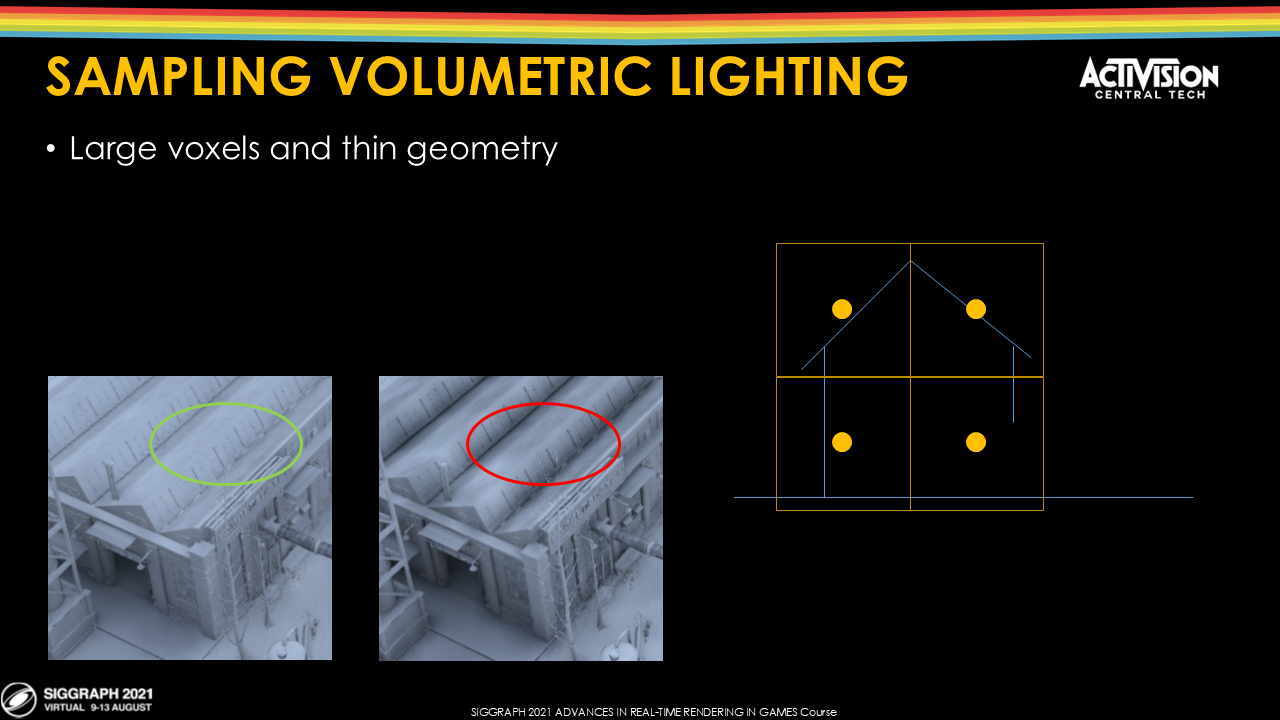 SAMPLING VOLUMETRIC LIGHTING
ACTIVISION
CENTRAL TECH
• Large voxels and thin geometry
SIGGRAPH 2021
VIRTUAL 9-13 AUGUST
SIGGRAPH 2021 ADVANCES IN REAL-TIME RENDERING IN GAMES Course